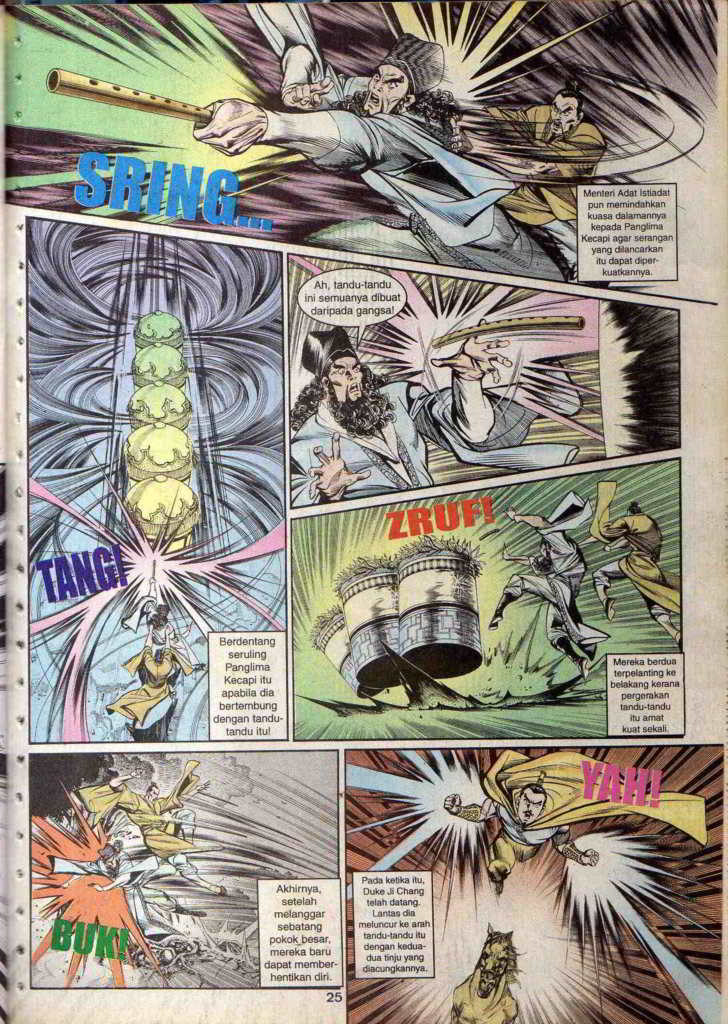 SRING...
Menteri Adat Istiadat
pun memindahkan
kuasa dalamannya
kepada Panglima
Kecapi agar serangan
yang dilancarkan
itu dapat diper-
kuatkannya.
TANG!
Berdentang
seruling
Panglima
Kecapi itu
apabila dia
bertembung
dengan tandu-
tandu itu!
Ah, tandu-tandu
ini semuanya dibuat
daripada gangsa!
ZRUF!
Mereka berdua
terpelanting ke
belakang kerana
pergerakan
tandu-tandu
itu amat
kuat sekali.
BUK!
Akhirnya,
setelah
melanggar
sebatang
pokok besar,
mereka baru
dapat member-
hentikan diri.
YAH!
Pada ketika itu,
Duke Ji Chang
telah datang.
Lantas dia
meluncur ke arah
tandu-tandu itu
dengan kedua-
dua tinju yang
diacungkannya.
25